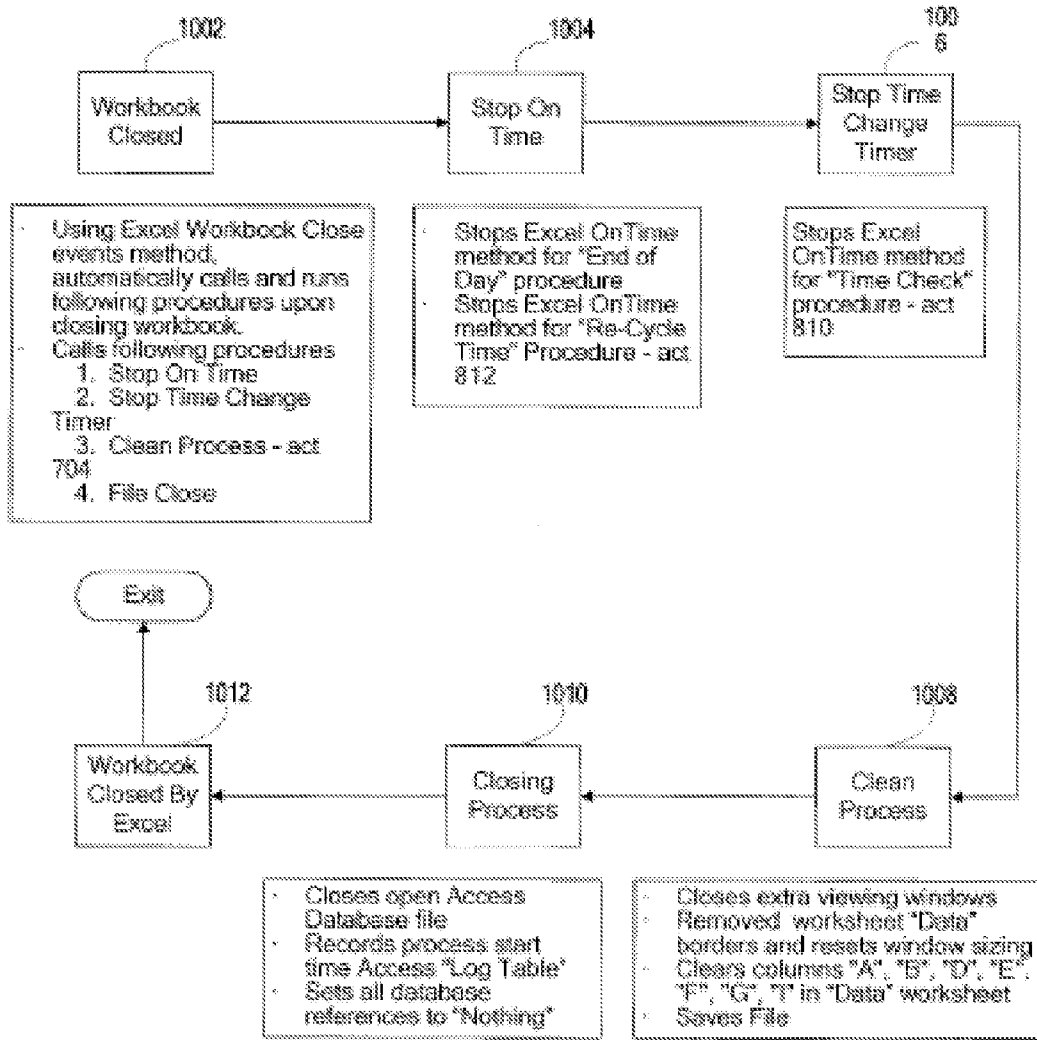 1002
1004
100
6
Workbook
Closed
Stop On
Time
Stop Time
Change
Timer
· Using Excel Workbook Close
events method,
automatically calls and runs
following procedures upon
closing workbook.
· Calls following procedures
1. Stop On Time
2. Stop Time Change
Timer
3. Clean Process - act
704
4. File Close
· Stops Excel OnTime
method for "End of
Day" procedure
· Stops Excel OnTime
method for "Re-Cycle
Time" Procedure - act
812
Stops Excel
OnTime method
for "Time Check"
procedure - act
810
Exit
1012
1010
1008
Workbook
Closed By
Excel
Closing
Process
Clean
Process
· Closes open Access
Database file
· Records process start
time Access "Log Table"
· Sets all database
references to "Nothing"
· Closes extra viewing windows
· Removed worksheet "Data"
borders and resets window sizing
· Clears columns "A", "B", "D", "E",
"F", "G", "I" in "Data" worksheet
· Saves File